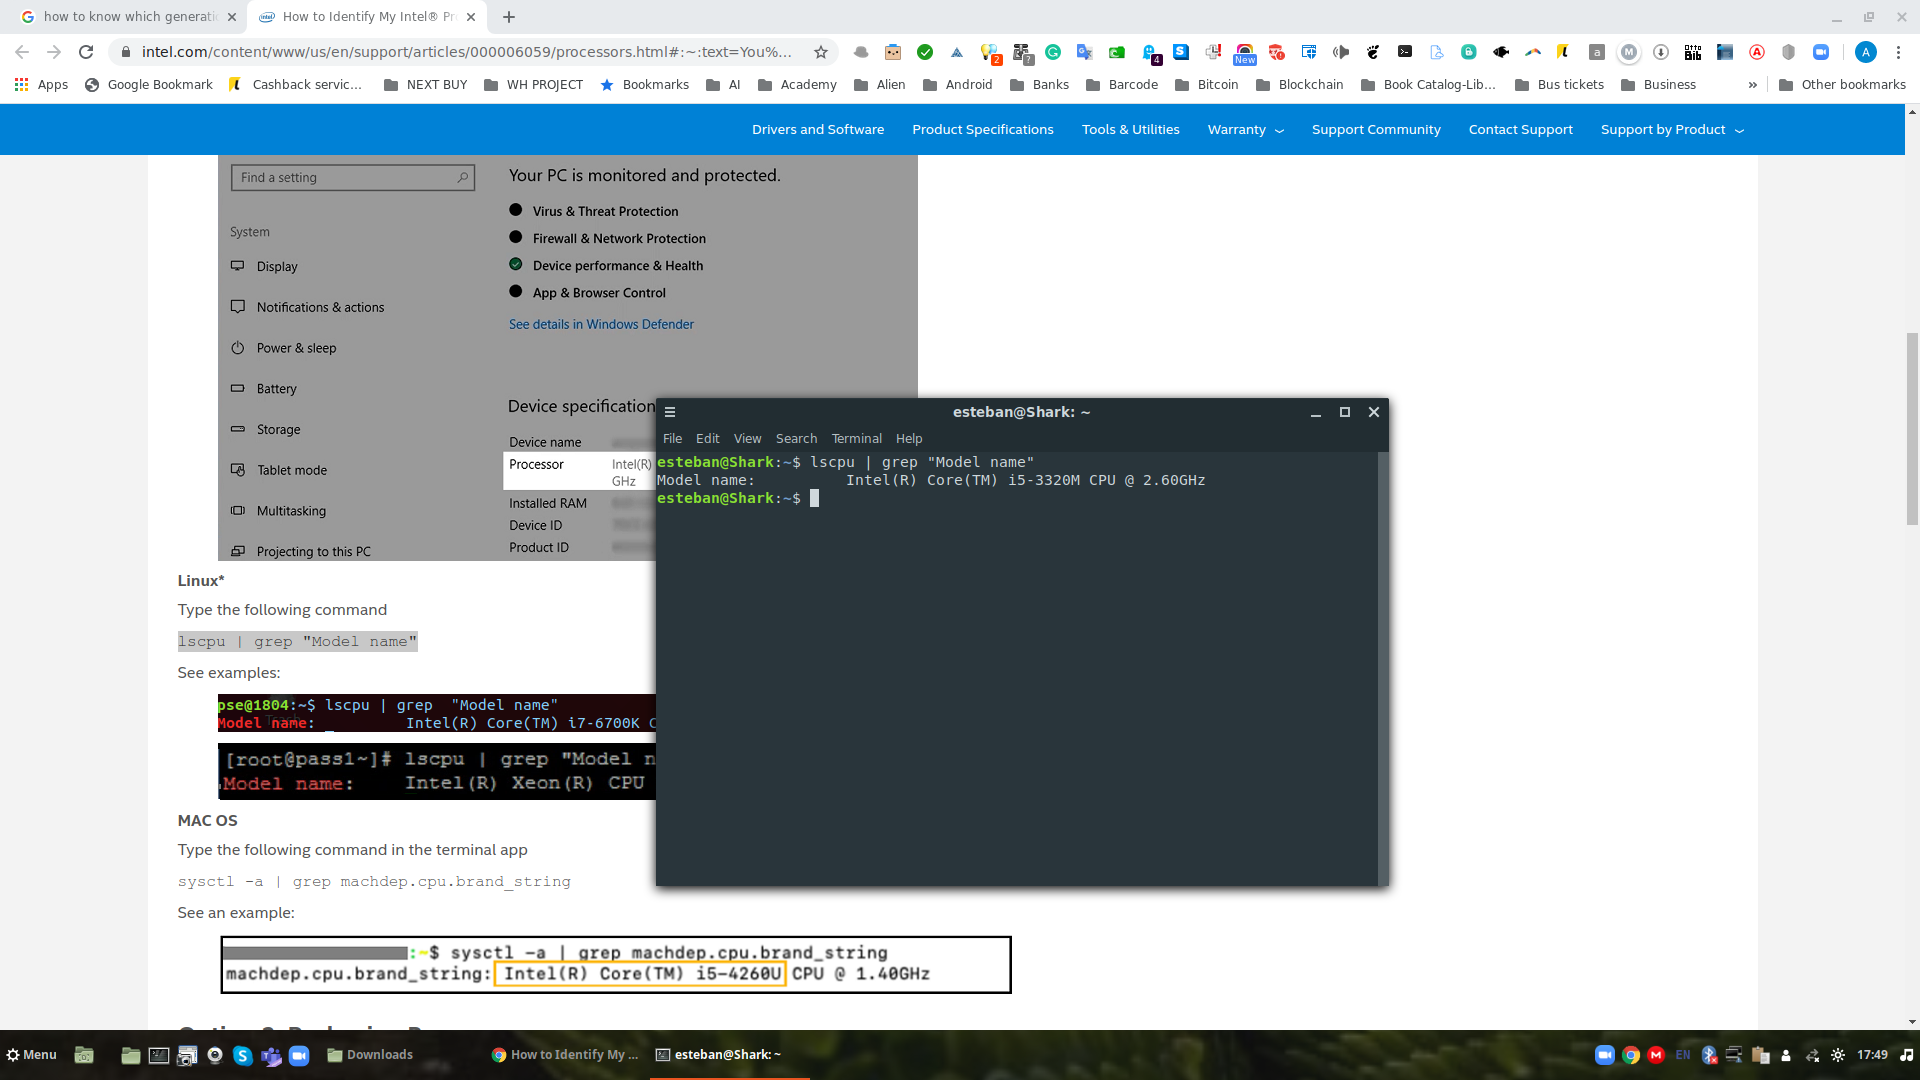 how to know which generati
How to Identify My Intel® Pr
intel.com/content/www/us/en/support/articles/000006059/processors.html#:~:text=You%...
Apps
Google Bookmark
Cashback servic...
NEXT BUY
WH PROJECT
Bookmarks
AI
Academy
Alien
Android
Banks
Barcode
Bitcoin
Blockchain
Book Catalog-Lib...
Bus tickets
Business
»
Other bookmarks
Drivers and Software
Product Specifications
Tools & Utilities
Warranty
Support Community
Contact Support
Support by Product
Find a setting
System
Display
Notifications & actions
Power & sleep
Battery
Storage
Tablet mode
Multitasking
Projecting to this PC
Your PC is monitored and protected.
Virus & Threat Protection
Firewall & Network Protection
Device performance & Health
App & Browser Control
See details in Windows Defender
Device specification
Device name
Processor
Intel(R)
GHz
Installed RAM
Device ID
Product ID
esteban@Shark: ~
File Edit View Search Terminal Help
esteban@Shark:~$ lscpu | grep "Model name"
Model name: Intel(R) Core(TM) i5-3320M CPU @ 2.60GHz
esteban@Shark:~$
Linux*
Type the following command
lscpu | grep "Model name"
See examples:
pse@1804:~$ lscpu | grep "Model name"
Model name: Intel(R) Core(TM) i7-6700K C
[root@pass1~]# lscpu | grep "Model n
Model name: Intel(R) Xeon(R) CPU
MAC OS
Type the following command in the terminal app
sysctl -a | grep machdep.cpu.brand_string
See an example:
:~$ sysctl -a | grep machdep.cpu.brand_string
machdep.cpu.brand_string: Intel(R) Core(TM) i5-4260U CPU @ 1.40GHz
Menu
Downloads
How to Identify My ...
esteban@Shark: ~
EN
17:49